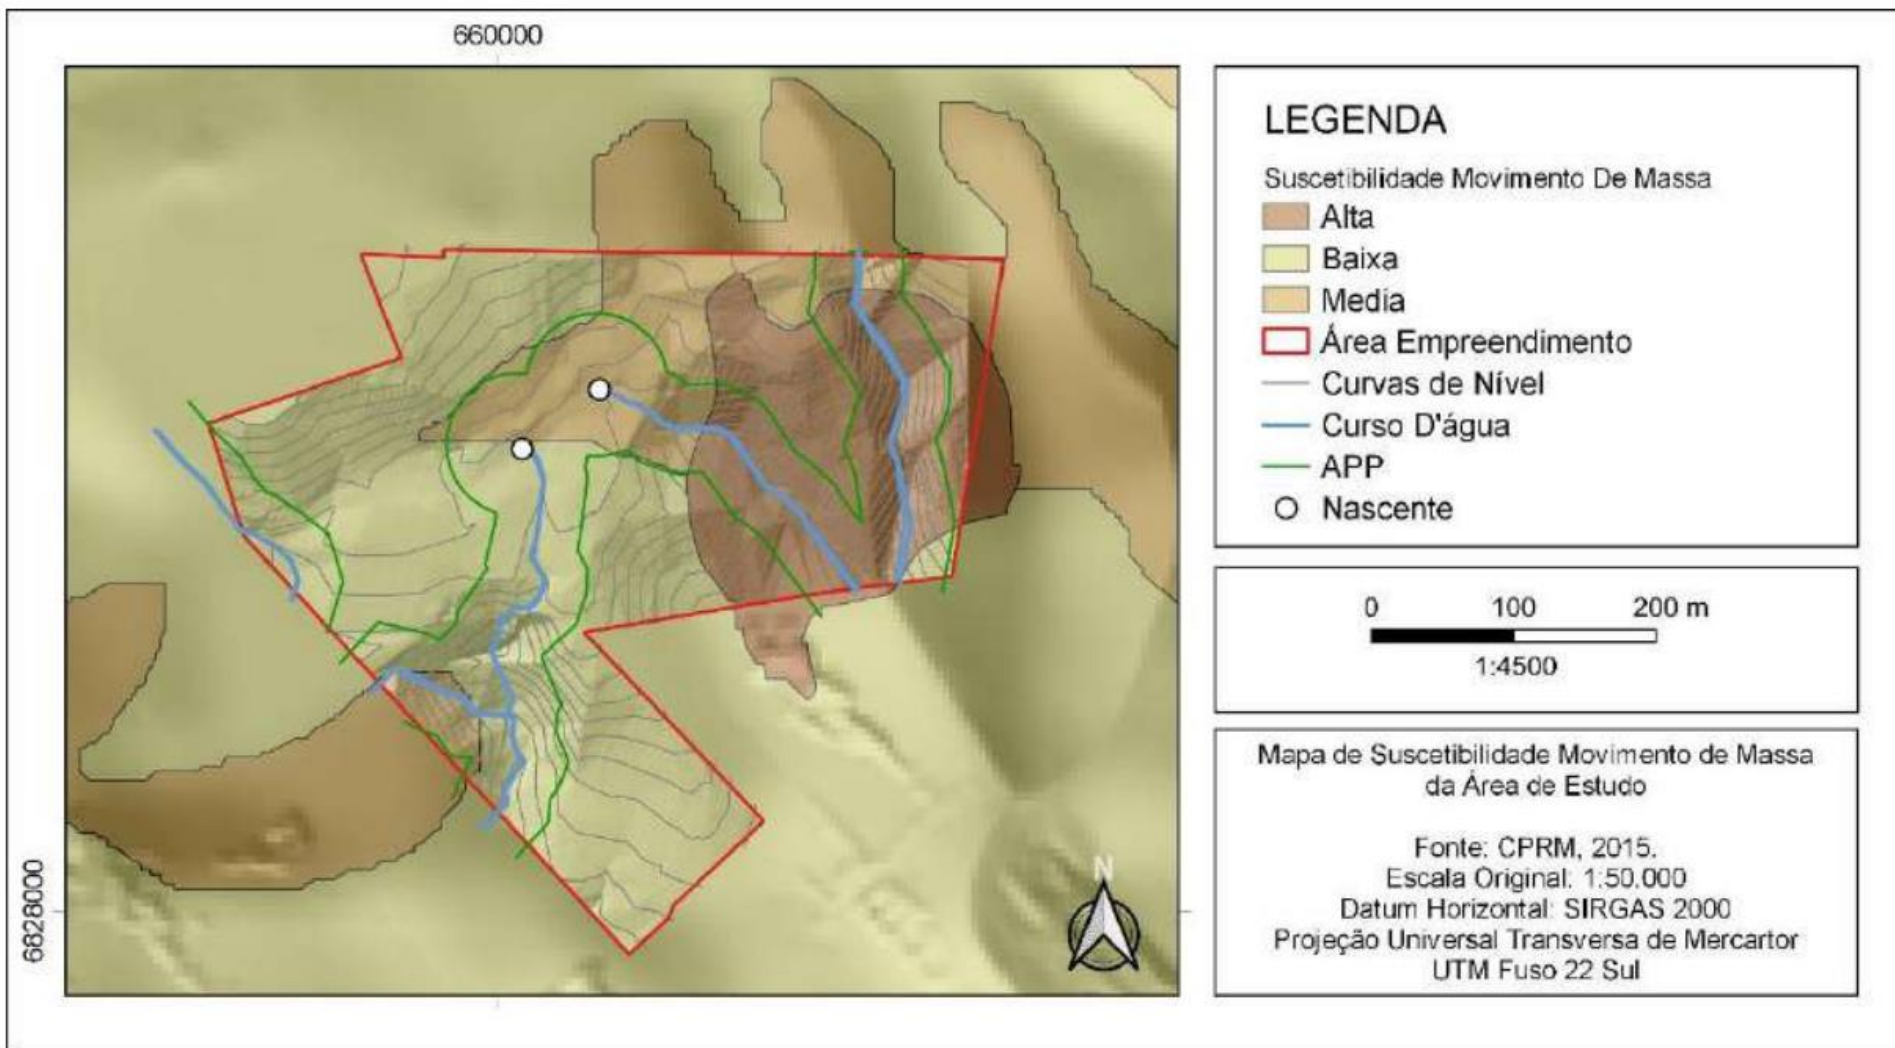 660000
6828000
N
LEGENDA
Suscetibilidade Movimento De Massa
Alta
Baixa
Media
Área Empreendimento
Curvas de Nível
Curso D'água
APP
Nascente
0 100 200 m
1:4500
Mapa de Suscetibilidade Movimento de Massa
da Área de Estudo
Fonte: CPRM, 2015.
Escala Original: 1:50.000
Datum Horizontal: SIRGAS 2000
Projeção Universal Transversa de Mercartor
UTM Fuso 22 Sul